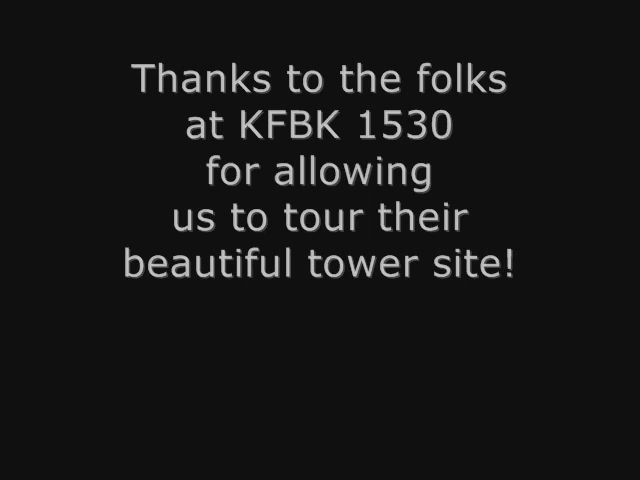 Thanks to the folks
at KFBK 1530
for allowing
us to tour their
beautiful tower site!